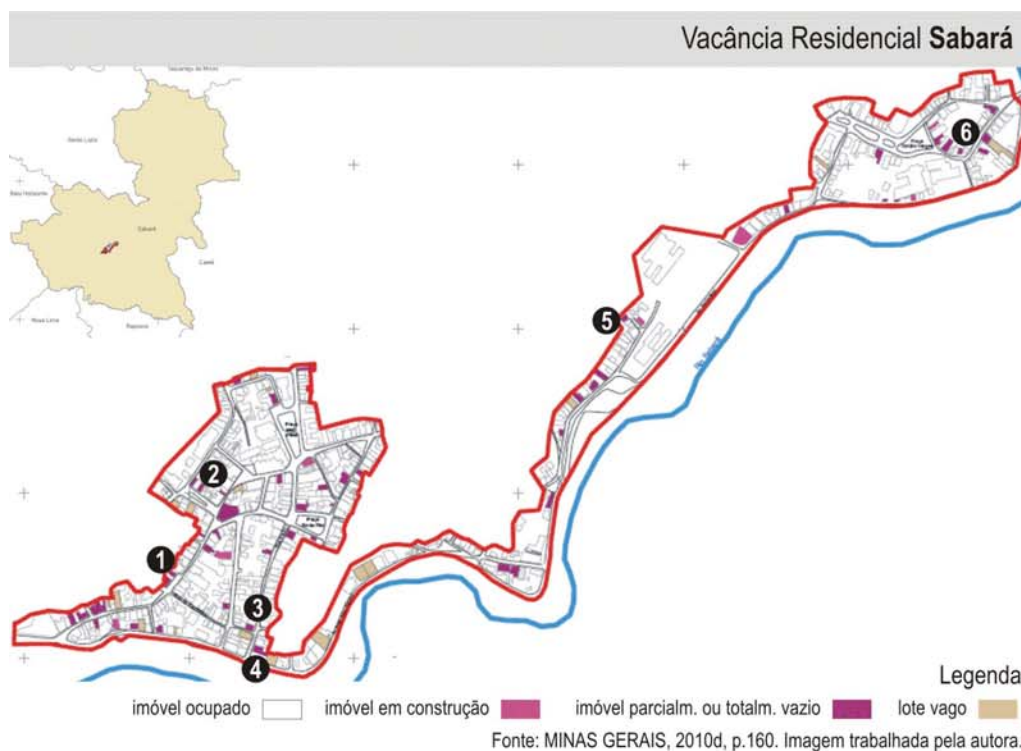 Vacância Residencial Sabará
Santa Luzia
Belo Horizonte
Sabará
Caeté
Nova Lima
Raposos
6
5
Rio Sabará
2
1
3
4
Legenda
imóvel ocupado
imóvel em construção
imóvel parcialm. ou totalm. vazio
lote vago
Fonte: MINAS GERAIS, 2010d, p.160. Imagem trabalhada pela autora.